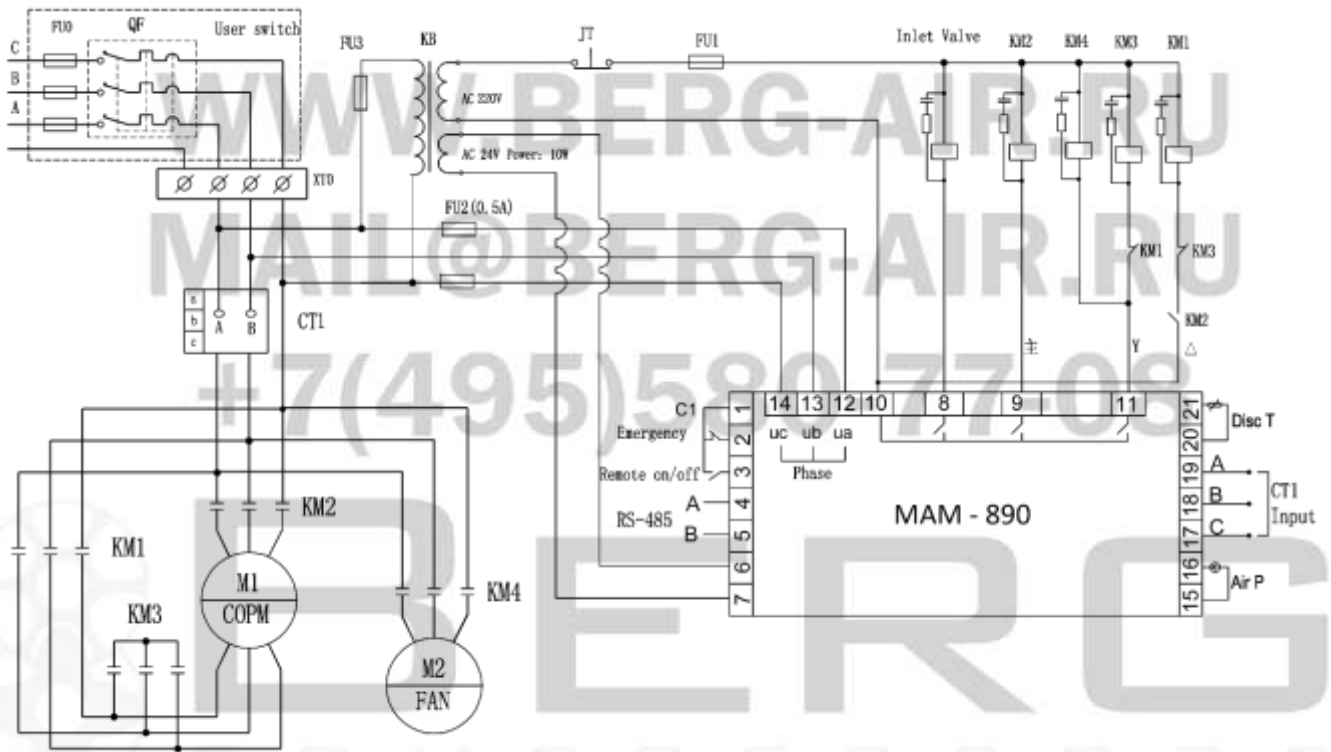 FU0 QF User switch
C
B
A
XT0
FU3 KB JT FU1
AC 220V
AC 24V Power: 10W
FU2(0.5A)
Inlet Valve KM2 KM4 KM3 KM1
KM1 KM3
KM2
主 Y △
WWW.BERG-AIR.RU
MAIL@BERG-AIR.RU
+7(495)580-77-08
BERG
a
b
c
A B CT1
KM2
KM1
KM3
KM4
M1
COPM
M2
FAN
C1
Emergency
Remote on/off
A
RS-485
B
1
2
3
4
5
6
7
14 13 12 10 8 9 11
uc ub ua
Phase
MAM - 890
21
20
19
18
17
16
15
Disc T
A
B
C
CT1
Input
Air P